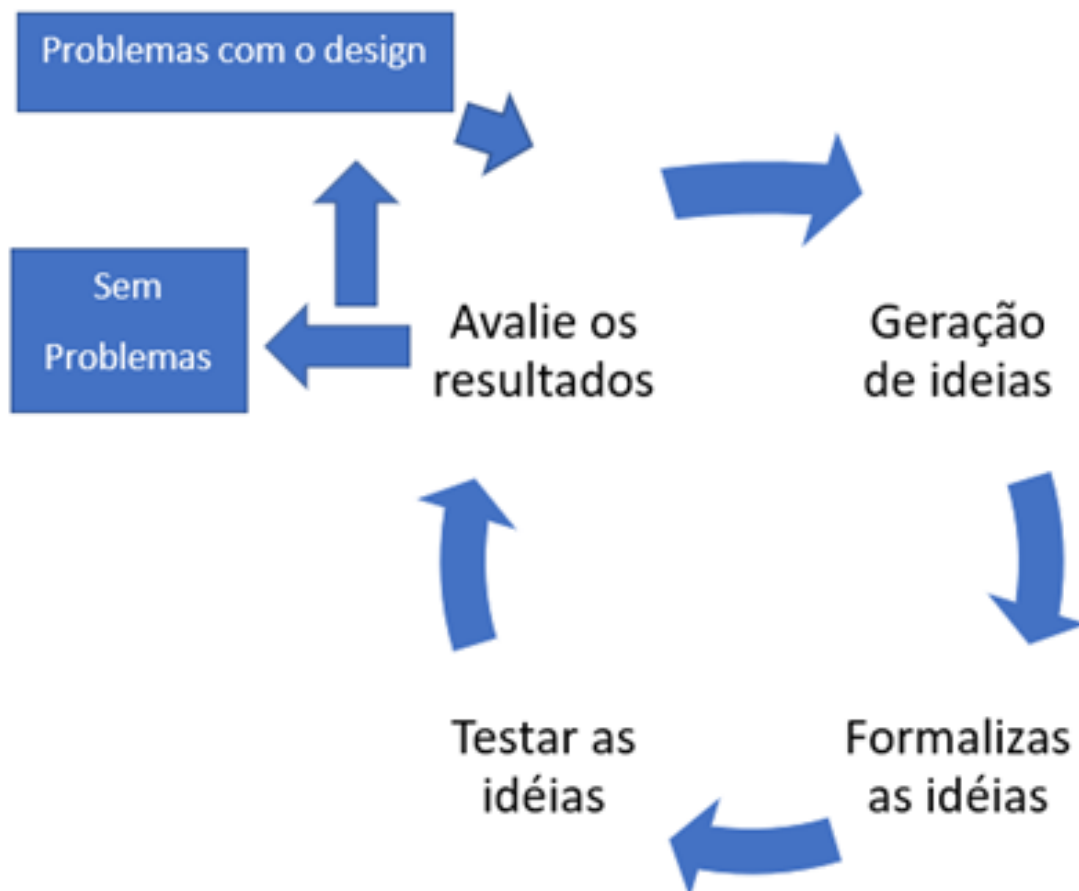 Problemas com o design
Sem
Problemas
Avalie os
resultados
Geração
de ideias
Testar as
idéias
Formalizas
as idéias